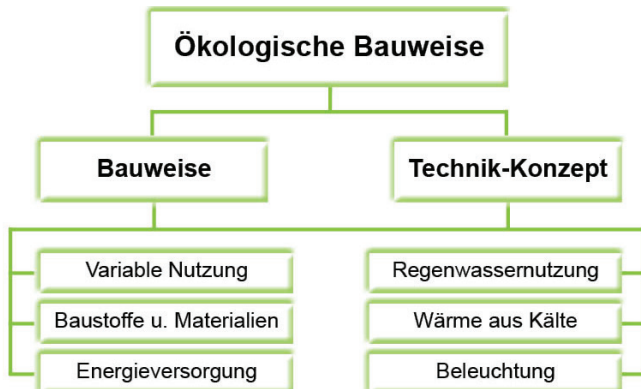 Ökologische Bauweise
Bauweise
Technik-Konzept
Variable Nutzung
Regenwassernutzung
Baustoffe u. Materialien
Wärme aus Kälte
Energieversorgung
Beleuchtung